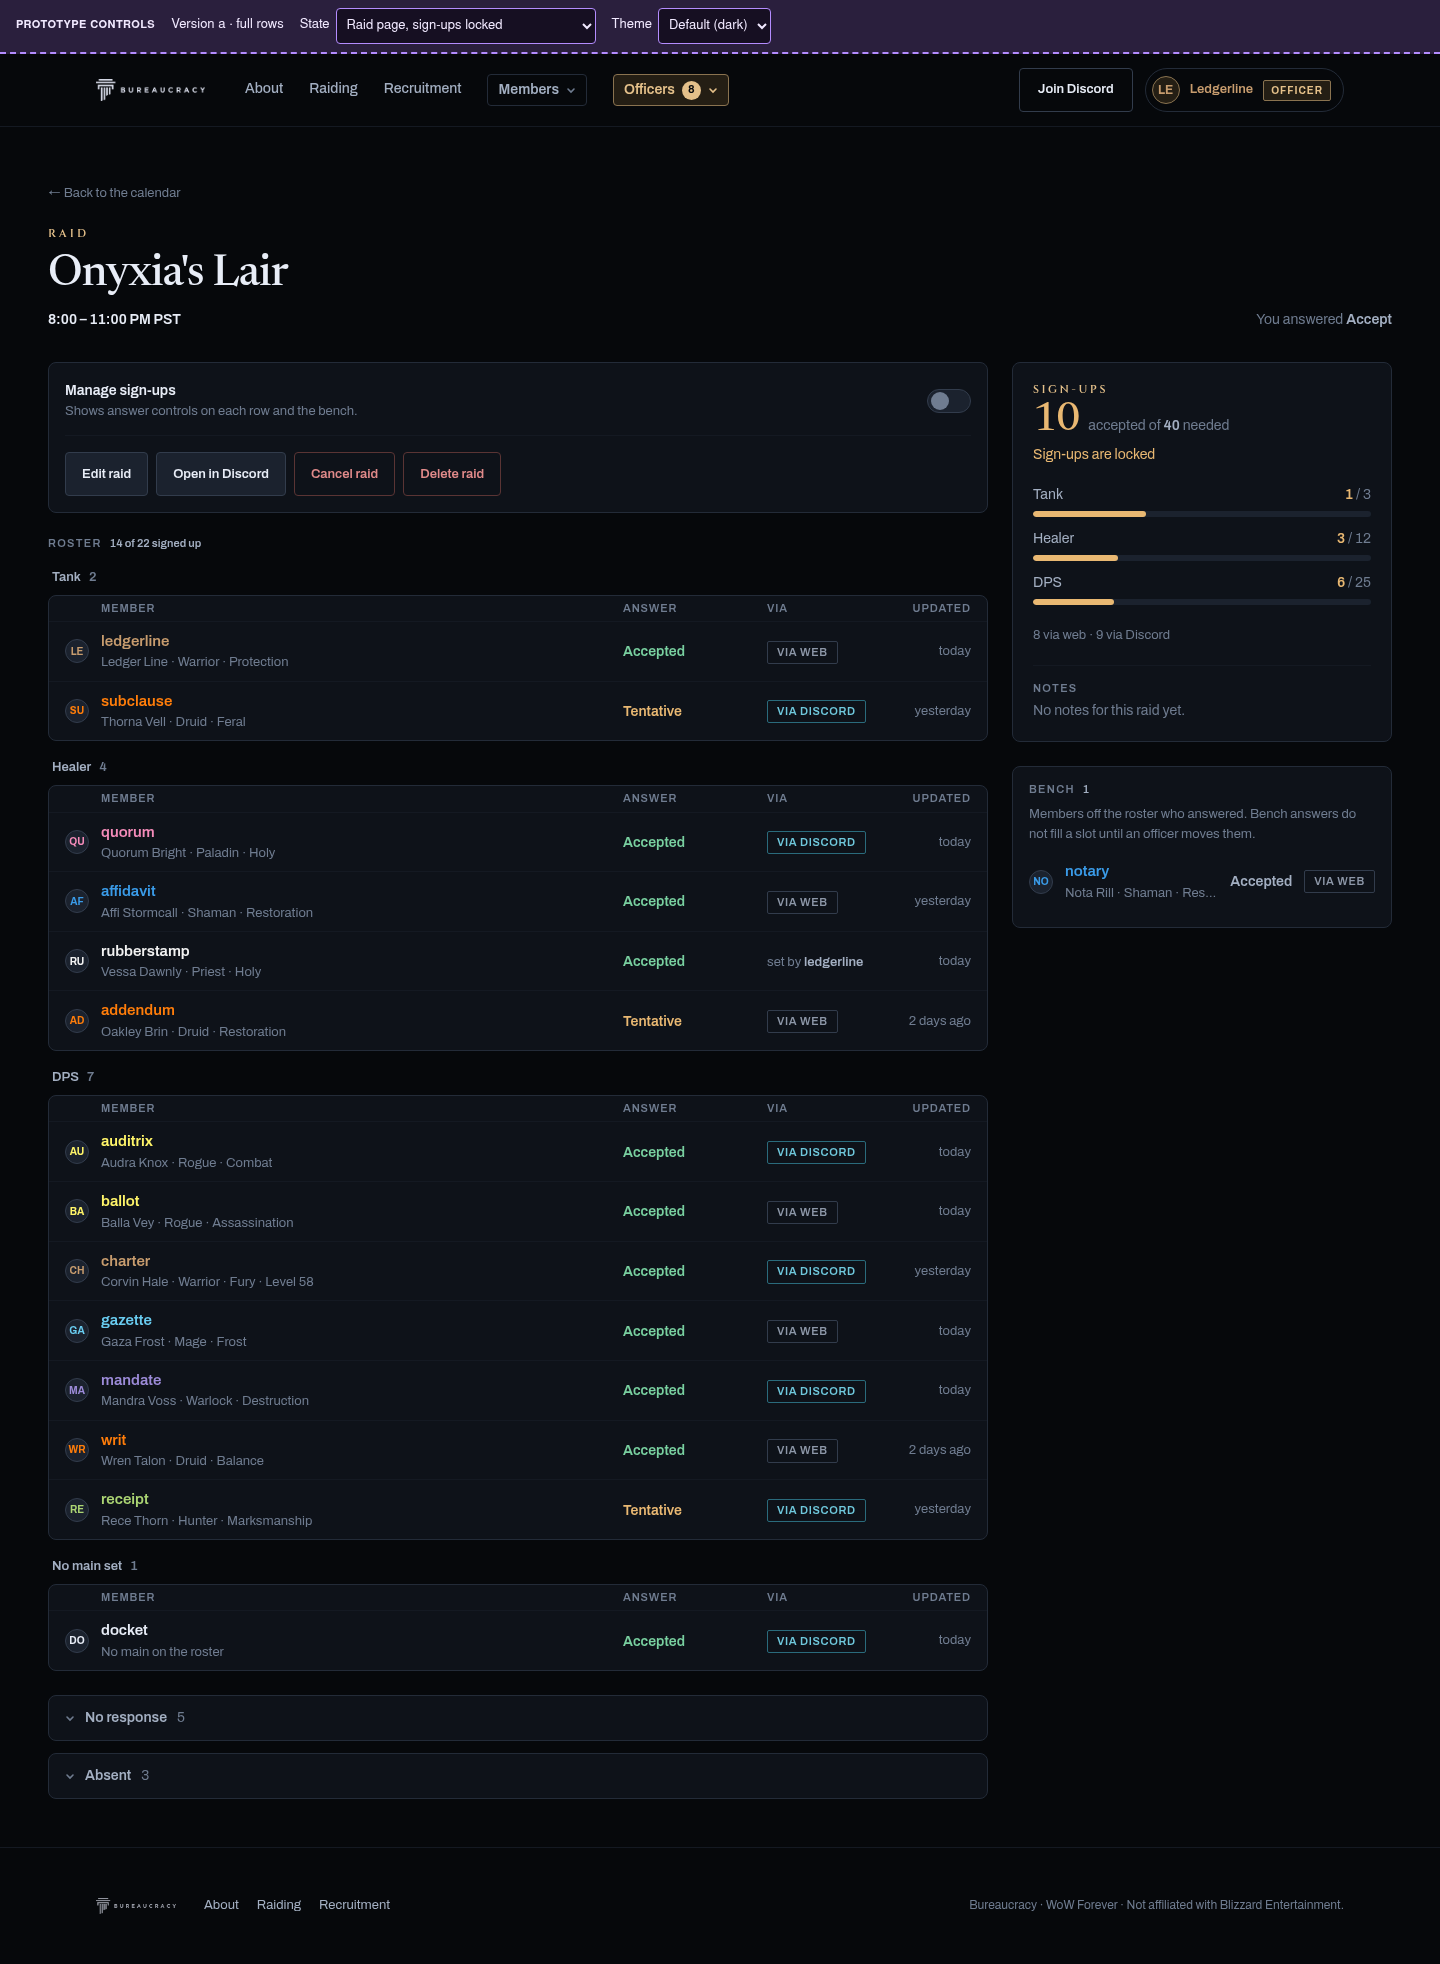 PROTOTYPE CONTROLS Version a · full rows State Raid page, sign-ups locked Theme Default (dark)
BUREAUCRACY About Raiding Recruitment Members Officers 8 Join Discord LE Ledgerline OFFICER
← Back to the calendar
RAID
Onyxia's Lair
8:00 – 11:00 PM PST
You answered Accept
Manage sign-ups
Shows answer controls on each row and the bench.
Edit raid Open in Discord Cancel raid Delete raid
ROSTER 14 of 22 signed up
Tank 2
MEMBER ANSWER VIA UPDATED
LE ledgerline Accepted VIA WEB today
Ledger Line · Warrior · Protection
SU subclause Tentative VIA DISCORD yesterday
Thorna Vell · Druid · Feral
Healer 4
MEMBER ANSWER VIA UPDATED
QU quorum Accepted VIA DISCORD today
Quorum Bright · Paladin · Holy
AF affidavit Accepted VIA WEB yesterday
Affi Stormcall · Shaman · Restoration
RU rubberstamp Accepted set by ledgerline today
Vessa Dawnly · Priest · Holy
AD addendum Tentative VIA WEB 2 days ago
Oakley Brin · Druid · Restoration
DPS 7
MEMBER ANSWER VIA UPDATED
AU auditrix Accepted VIA DISCORD today
Audra Knox · Rogue · Combat
BA ballot Accepted VIA WEB today
Balla Vey · Rogue · Assassination
CH charter Accepted VIA DISCORD yesterday
Corvin Hale · Warrior · Fury · Level 58
GA gazette Accepted VIA WEB today
Gaza Frost · Mage · Frost
MA mandate Accepted VIA DISCORD today
Mandra Voss · Warlock · Destruction
WR writ Accepted VIA WEB 2 days ago
Wren Talon · Druid · Balance
RE receipt Tentative VIA DISCORD yesterday
Rece Thorn · Hunter · Marksmanship
No main set 1
MEMBER ANSWER VIA UPDATED
DO docket Accepted VIA DISCORD today
No main on the roster
No response 5
Absent 3
SIGN-UPS
10 accepted of 40 needed
Sign-ups are locked
Tank 1 / 3
Healer 3 / 12
DPS 6 / 25
8 via web · 9 via Discord
NOTES
No notes for this raid yet.
BENCH 1
Members off the roster who answered. Bench answers do
not fill a slot until an officer moves them.
NO notary Accepted VIA WEB
Nota Rill · Shaman · Res...
BUREAUCRACY About Raiding Recruitment
Bureaucracy · WoW Forever · Not affiliated with Blizzard Entertainment.